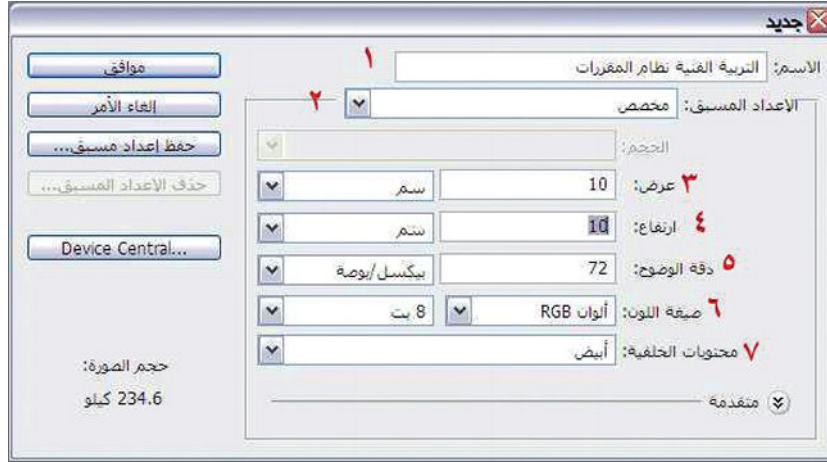 جديد
الاسم: التربية الفنية نظام المقررات ١
موافق
الإعداد المسبق: مخصص ٢
إلغاء الأمر
الحجم:
حفظ إعداد مسبق...
٣ عرض: 10 سم
حذف الإعداد المسبق...
٤ ارتفاع: 10 سم
Device Central...
٥ دقة الوضوح: 72 بيكسل/بوصة
٦ صيغة اللون: ألوان RGB 8 بت
٧ محتويات الخلفية: أبيض
حجم الصورة:
234.6 كيلو
متقدمة